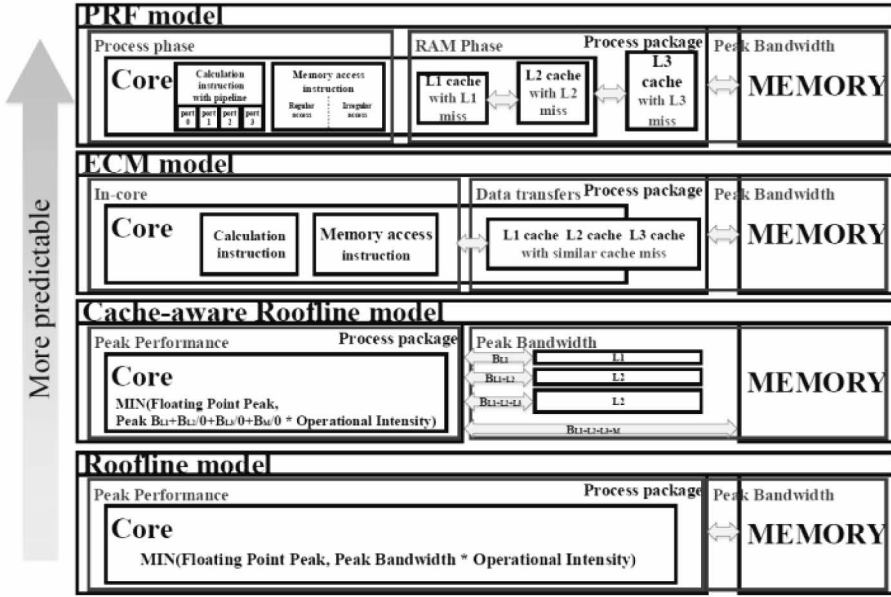 More predictable
PRF model
Process phase
Core
Calculation
instruction
with pipeline
port
0
port
1
port
2
port
3
Memory access
instruction
Regular
access
Irregular
access
RAM Phase
Process package
L1 cache
with L1
miss
L2 cache
with L2
miss
L3
cache
with L3
miss
Peak Bandwidth
MEMORY
ECM model
In-core
Core
Calculation
instruction
Memory access
instruction
Data transfers
Process package
L1 cache L2 cache L3 cache
with similar cache miss
Peak Bandwidth
MEMORY
Cache-aware Roofline model
Peak Performance
Process package
Core
MIN(Floating Point Peak,
Peak BL1+BL2/0+BL3/0+BM/0 * Operational Intensity)
Peak Bandwidth
BL1
L1
BL1+L2
L2
BL1+L2+L3
L2
BL1+L2+L3+M
MEMORY
Roofline model
Peak Performance
Process package
Core
MIN(Floating Point Peak, Peak Bandwidth * Operational Intensity)
Peak Bandwidth
MEMORY